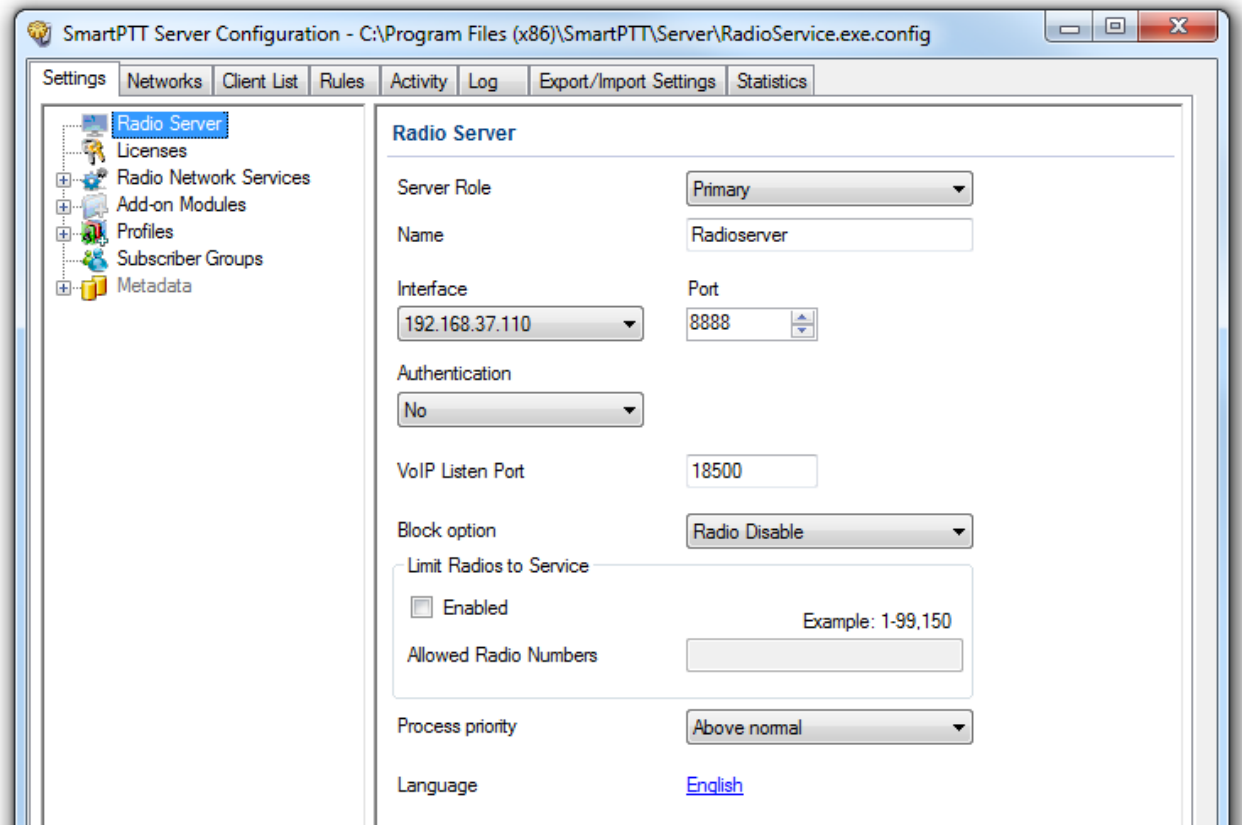 SmartPTT Server Configuration - C:\Program Files (x86)\SmartPTT\Server\RadioService.exe.config
Settings Networks Client List Rules Activity Log Export/Import Settings Statistics
Radio Server
Licenses
Radio Network Services
Add-on Modules
Profiles
Subscriber Groups
Metadata
Radio Server
Server Role Primary
Name Radioserver
Interface Port
192.168.37.110 8888
Authentication
No
VoIP Listen Port 18500
Block option Radio Disable
Limit Radios to Service
Enabled
Example: 1-99,150
Allowed Radio Numbers
Process priority Above normal
Language English